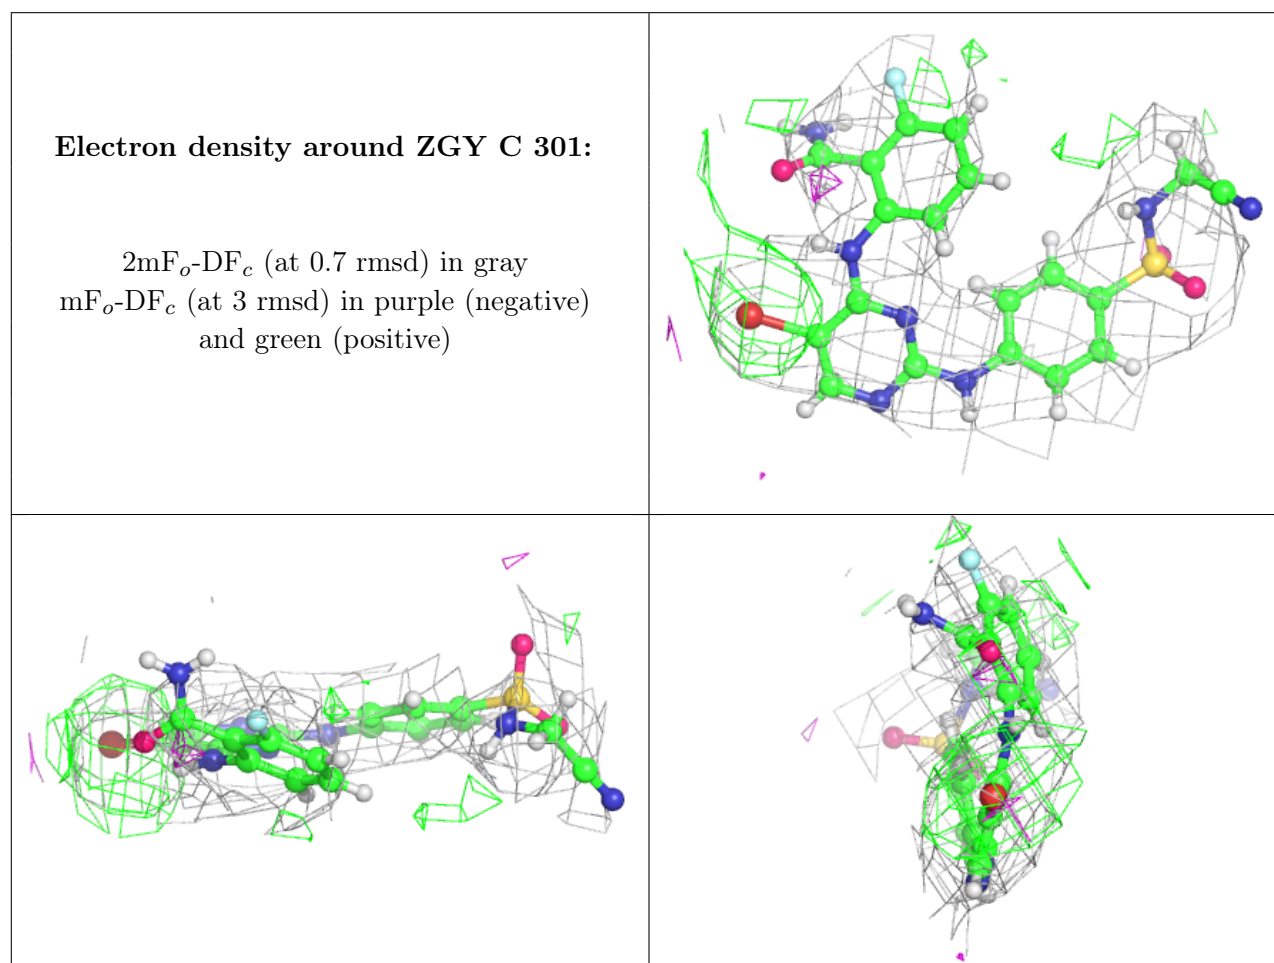 Electron density around ZGY C 301:
2mFo-DFc (at 0.7 rmsd) in gray
mFo-DFc (at 3 rmsd) in purple (negative)
and green (positive)